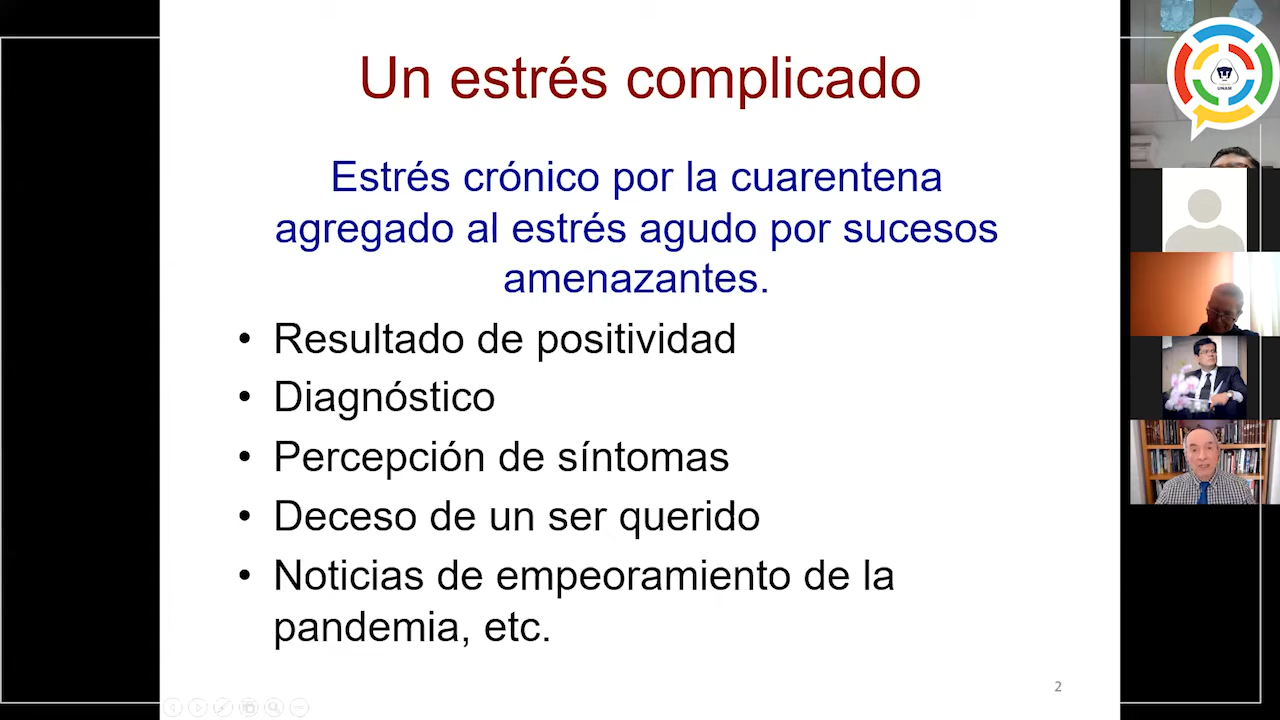 Un estrés complicado
Estrés crónico por la cuarentena
agregado al estrés agudo por sucesos
amenazantes.
• Resultado de positividad
• Diagnóstico
• Percepción de síntomas
• Deceso de un ser querido
• Noticias de empeoramiento de la
pandemia, etc.
2
UNAM